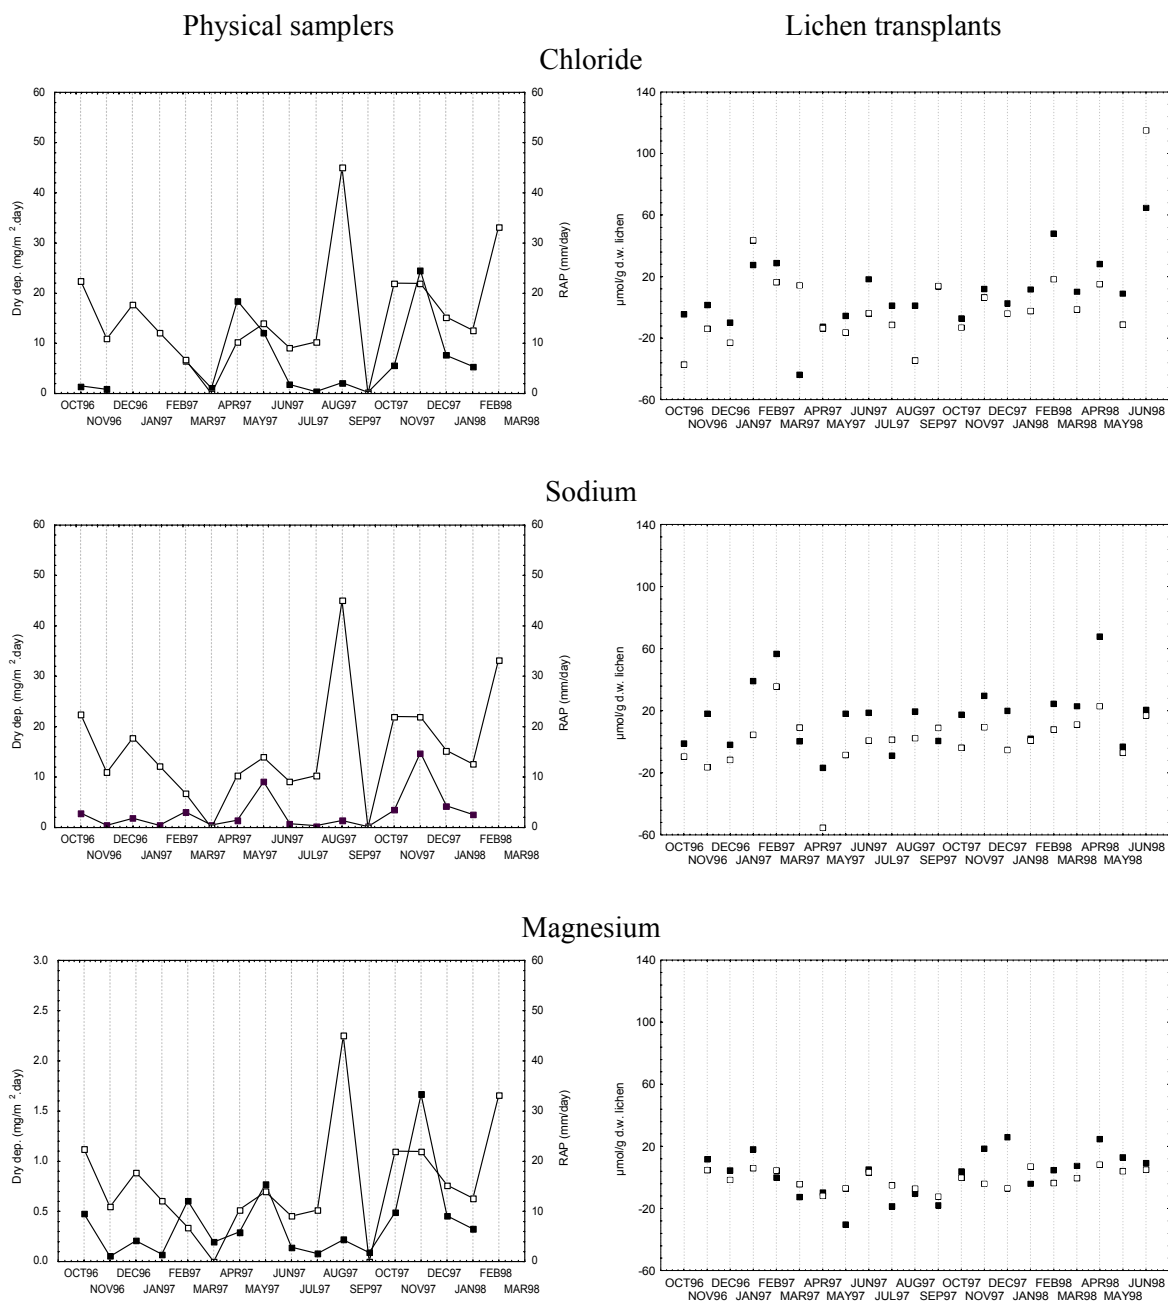 Physical samplers
Lichen transplants
Chloride
60
50
40
30
20
10
0
Dry dep. (mg/m².day)
60
50
40
30
20
10
0
RAP (mm/day)
OCT96 DEC96 FEB97 APR97 JUN97 AUG97 OCT97 DEC97 FEB98
NOV96 JAN97 MAR97 MAY97 JUL97 SEP97 NOV97 JAN98 MAR98
140
100
60
20
-20
-60
µmol/g d.w. lichen
OCT96 DEC96 FEB97 APR97 JUN97 AUG97 OCT97 DEC97 FEB98 APR98 JUN98
NOV96 JAN97 MAR97 MAY97 JUL97 SEP97 NOV97 JAN98 MAR98 MAY98
Sodium
60
50
40
30
20
10
0
Dry dep. (mg/m².day)
60
50
40
30
20
10
0
RAP (mm/day)
OCT96 DEC96 FEB97 APR97 JUN97 AUG97 OCT97 DEC97 FEB98
NOV96 JAN97 MAR97 MAY97 JUL97 SEP97 NOV97 JAN98 MAR98
140
100
60
20
-20
-60
µmol/g d.w. lichen
OCT96 DEC96 FEB97 APR97 JUN97 AUG97 OCT97 DEC97 FEB98 APR98 JUN98
NOV96 JAN97 MAR97 MAY97 JUL97 SEP97 NOV97 JAN98 MAR98 MAY98
Magnesium
3.0
2.5
2.0
1.5
1.0
0.5
0.0
Dry dep. (mg/m².day)
60
50
40
30
20
10
0
RAP (mm/day)
OCT96 DEC96 FEB97 APR97 JUN97 AUG97 OCT97 DEC97 FEB98
NOV96 JAN97 MAR97 MAY97 JUL97 SEP97 NOV97 JAN98 MAR98
140
100
60
20
-20
-60
µmol/g d.w. lichen
OCT96 DEC96 FEB97 APR97 JUN97 AUG97 OCT97 DEC97 FEB98 APR98 JUN98
NOV96 JAN97 MAR97 MAY97 JUL97 SEP97 NOV97 JAN98 MAR98 MAY98